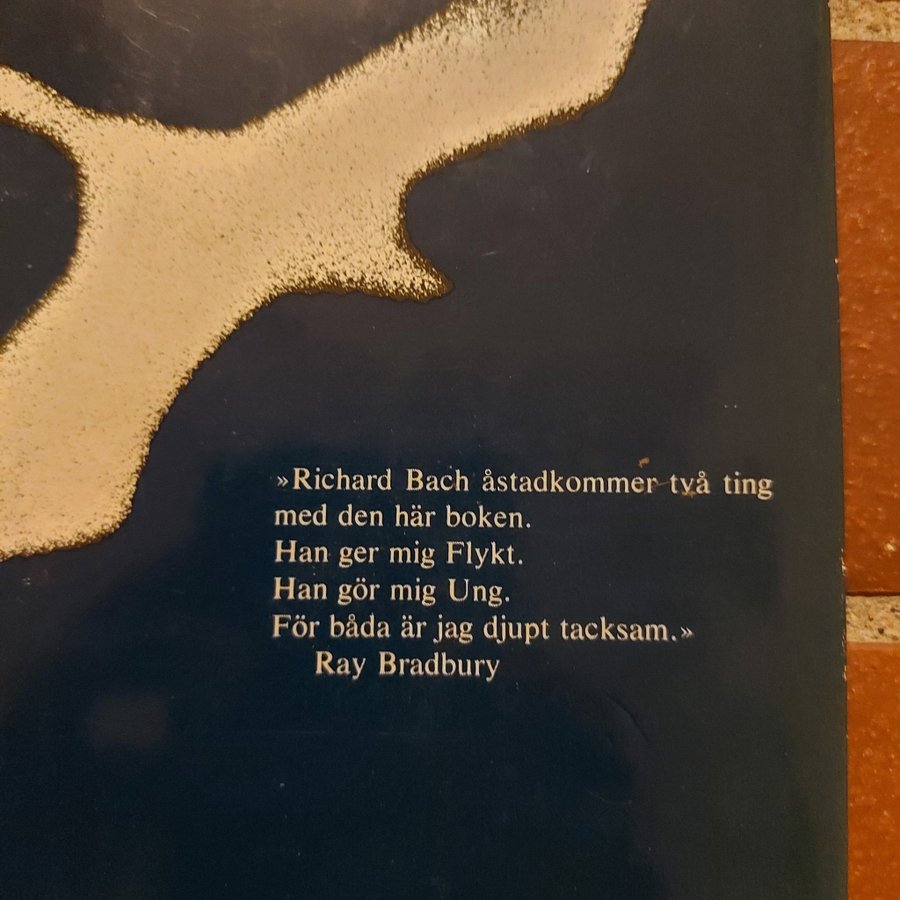 »Richard Bach åstadkommer två ting
med den här boken.
Han ger mig Flykt.
Han gör mig Ung.
För båda är jag djupt tacksam.»
Ray Bradbury